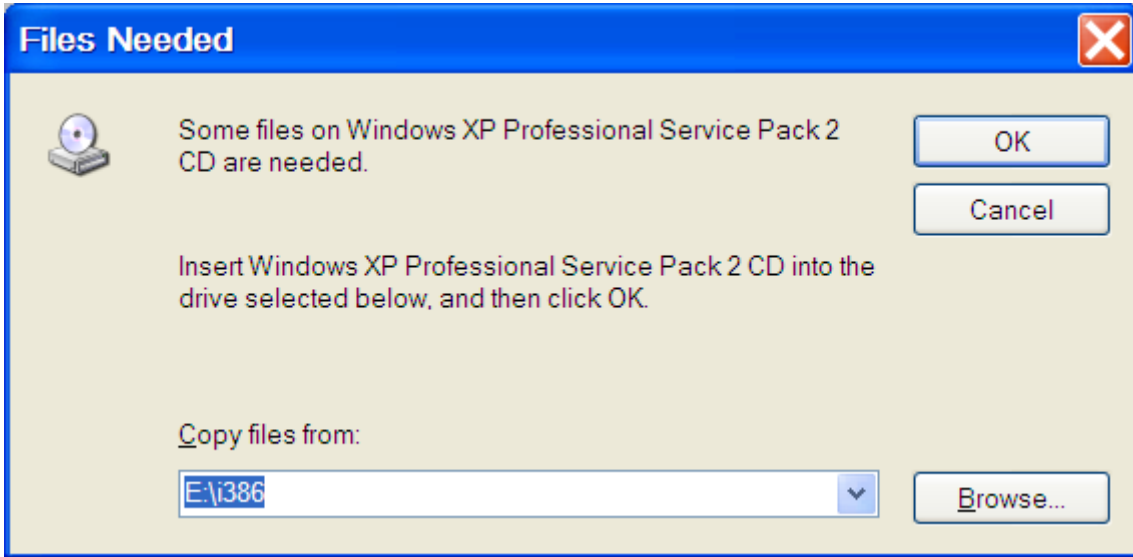 Files Needed
Some files on Windows XP Professional Service Pack 2
CD are needed.
OK
Cancel
Insert Windows XP Professional Service Pack 2 CD into the
drive selected below, and then click OK.
Copy files from:
E:\i386
Browse...